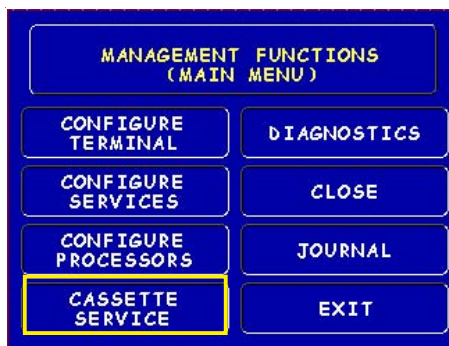 MANAGEMENT FUNCTIONS
(MAIN MENU)
CONFIGURE
TERMINAL
DIAGNOSTICS
CONFIGURE
SERVICES
CLOSE
CONFIGURE
PROCESSORS
JOURNAL
CASSETTE
SERVICE
EXIT